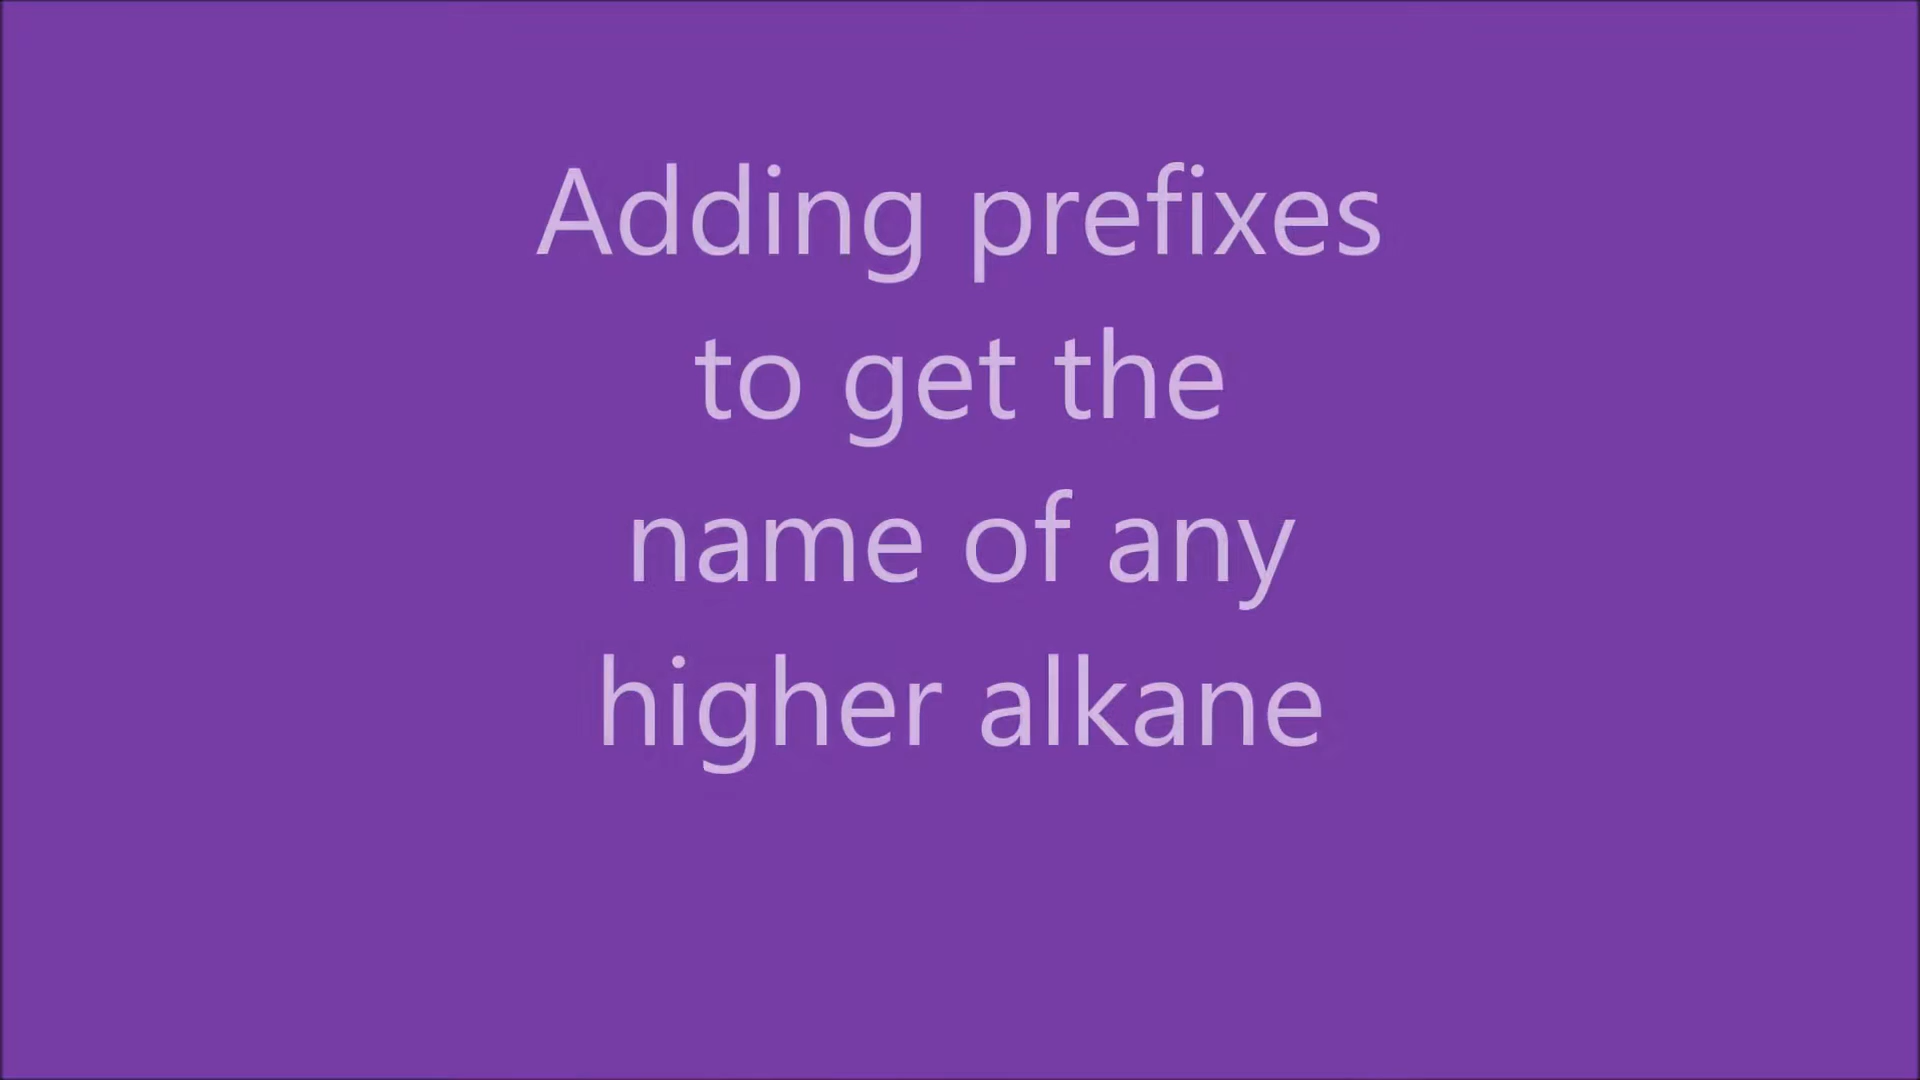 Adding prefixes
to get the
name of any
higher alkane